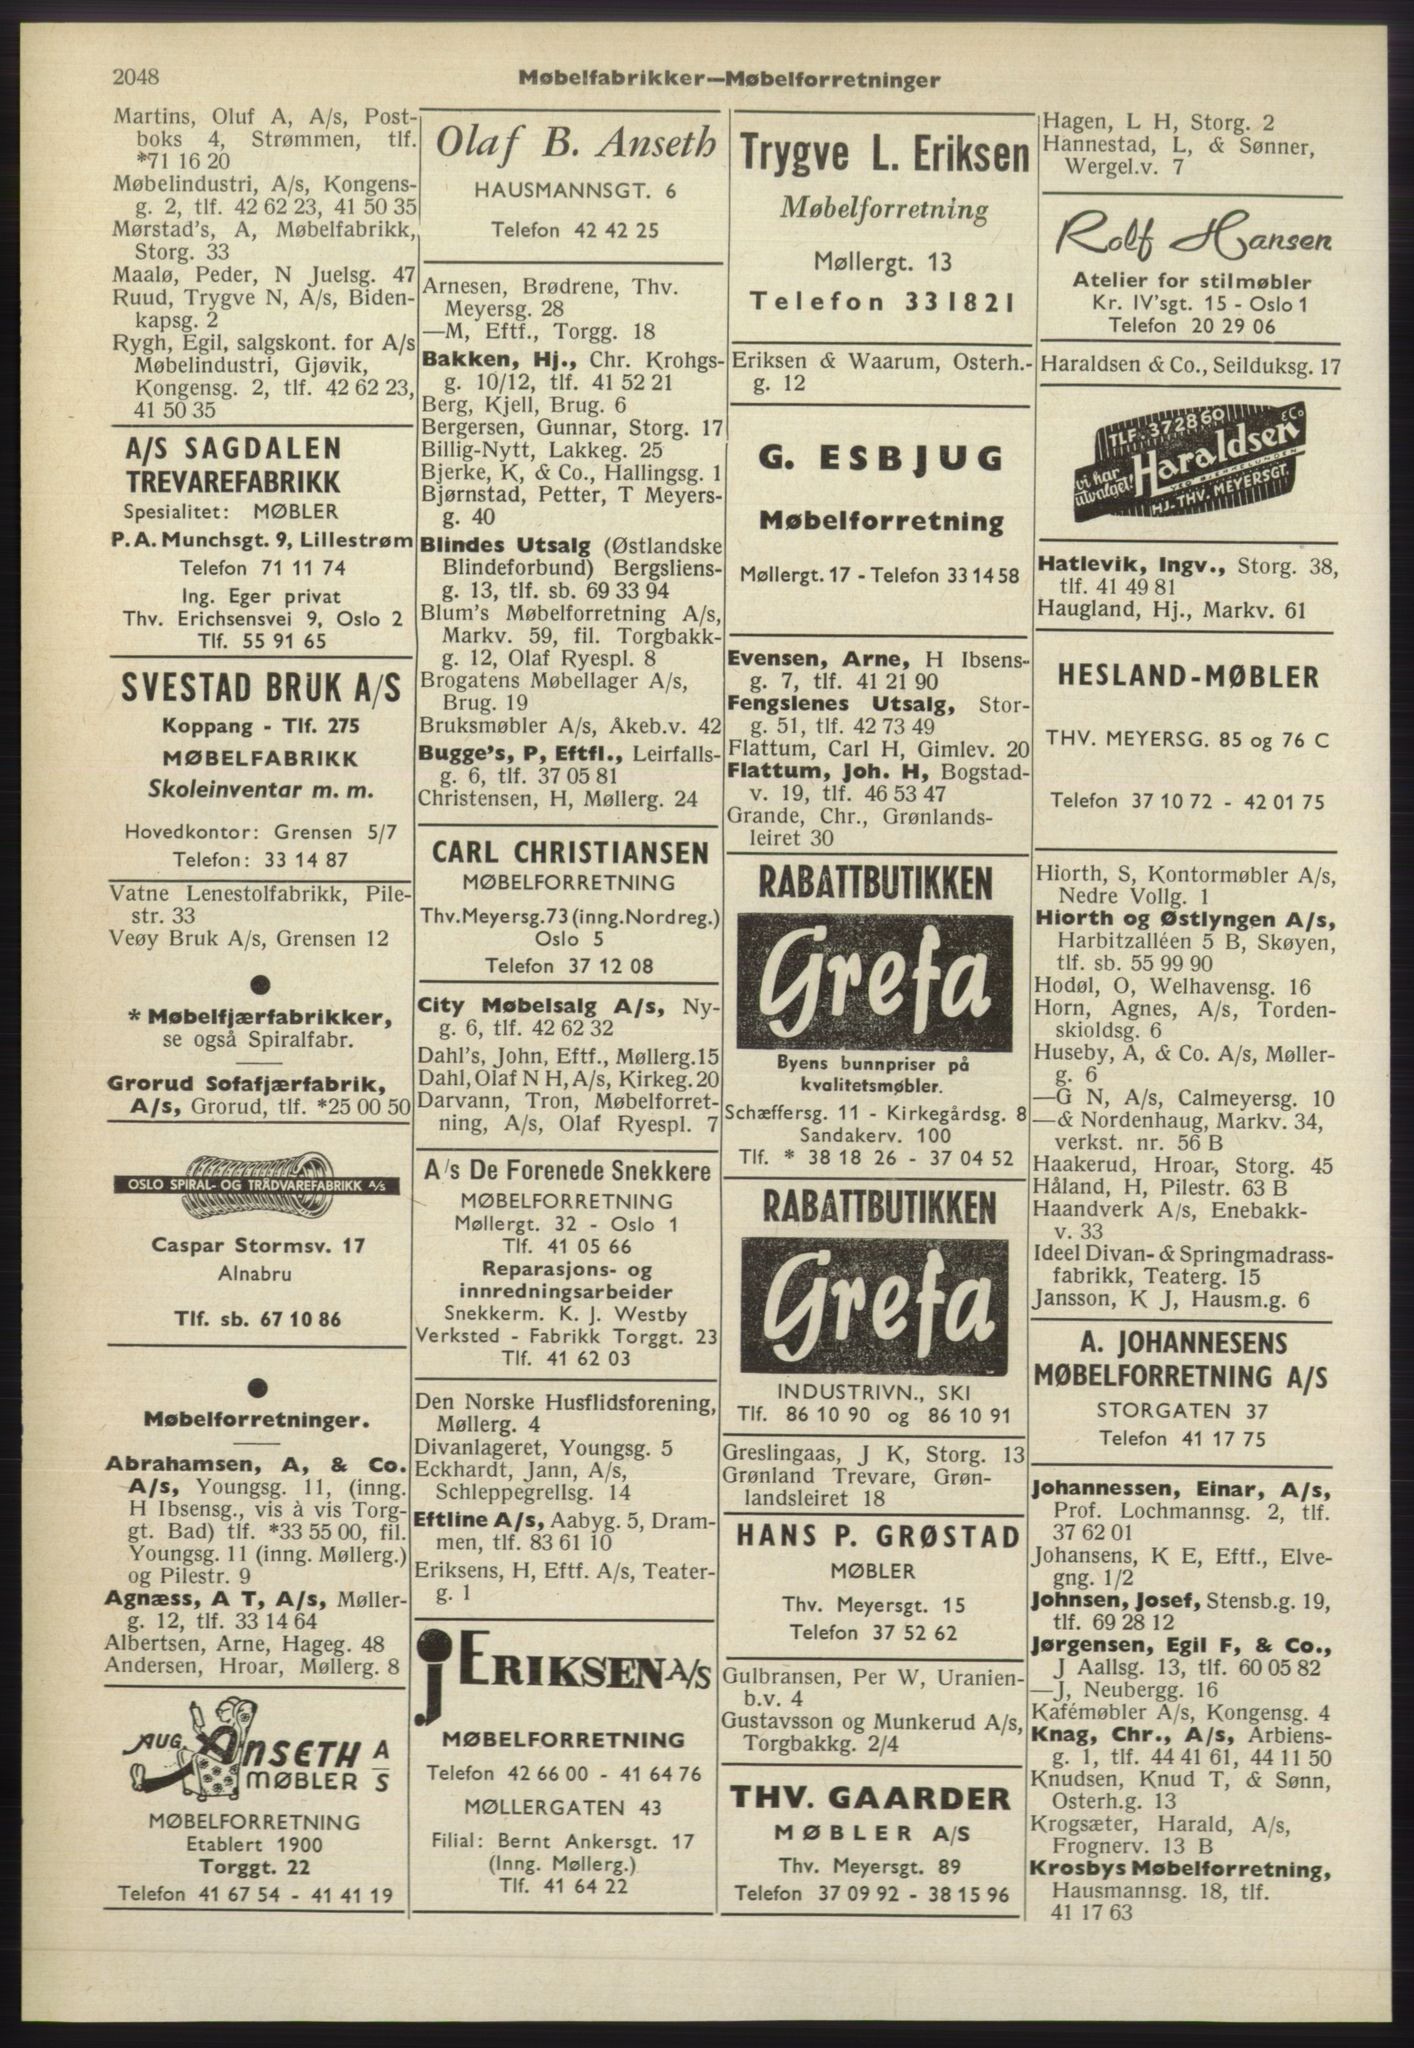 2048
Møbelfabrikker—Møbelforretninger
Martins, Oluf A, A/s, Post-
boks 4, Strømmen, tlf.
*71 16 20
Møbelindustri, A/s, Kongens-
g. 2, tlf. 42 62 23, 41 50 35
Mørstad's, A, Møbelfabrikk,
Storg. 33
Maalø, Peder, N Juelsg. 47
Ruud, Trygve N, A/s, Biden-
kapsg. 2
Rygh, Egil, salgskont. for A/s
Møbelindustri, Gjøvik,
Kongensg. 2, tlf. 42 62 23,
41 50 35
A/S SAGDALEN
TREVAREFABRIKK
Spesialitet: MØBLER
P.A. Munchsgt. 9, Lillestrøm
Telefon 71 11 74
Ing. Eger privat
Thv. Erichsensvei 9, Oslo 2
Tlf. 55 91 65
SVESTAD BRUK A/S
Koppang - Tlf. 275
MØBELFABRIKK
Skoleinventar m. m.
Hovedkontor: Grensen 5/7
Telefon: 33 14 87
Vatne Lenestolfabrikk, Pile-
str. 33
Veøy Bruk A/s, Grensen 12
* Møbelfjærfabrikker,
se også Spiralfabr.
Grorud Sofafjærfabrik,
A/s, Grorud, tlf. *25 00 50
OSLO SPIRAL- OG TRÅDVAREFABRIKK A/S
Caspar Stormsv. 17
Alnabru
Tlf. sb. 67 10 86
Møbelforretninger.
Abrahamsen, A, & Co.
A/s, Youngsg. 11, (inng.
H Ibsensg., vis à vis Torg-
gt. Bad) tlf. *33 55 00, fil.
Youngsg. 11 (inng. Møllerg.)
og Pilestr. 9
Agnæss, A T, A/s, Møller-
g. 12, tlf. 33 14 64
Albertsen, Arne, Hageg. 48
Andersen, Hroar, Møllerg. 8
AUG. ANSETH A/S
MØBLER
MØBELFORRETNING
Etablert 1900
Torggt. 22
Telefon 41 67 54 - 41 41 19
Olaf B. Anseth
HAUSMANNSGT. 6
Telefon 42 42 25
Arnesen, Brødrene, Thv.
Meyersg. 28
—M, Eftf., Torgg. 18
Bakken, Hj., Chr. Krohgs-
g. 10/12, tlf. 41 52 21
Berg, Kjell, Brug. 6
Bergersen, Gunnar, Storg. 17
Billig-Nytt, Lakkeg. 25
Bjerke, K, & Co., Hallingsg. 1
Bjørnstad, Petter, T Meyers-
g. 40
Blindes Utsalg (Østlandske
Blindeforbund) Bergsliens-
g. 13, tlf. sb. 69 33 94
Blum's Møbelforretning A/s,
Markv. 59, fil. Torgbakk-
g. 12, Olaf Ryespl. 8
Brogatens Møbellager A/s,
Brug. 19
Bruksmøbler A/s, Åkeb.v. 42
Bugge's, P, Eftfl., Leirfalls-
g. 6, tlf. 37 05 81
Christensen, H, Møllerg. 24
CARL CHRISTIANSEN
MØBELFORRETNING
Thv. Meyersg. 73 (inng. Nordreg.)
Oslo 5
Telefon 37 12 08
City Møbelsalg A/s, Ny-
g. 6, tlf. 42 62 32
Dahl's, John, Eftf., Møllerg. 15
Dahl, Olaf N H, A/s, Kirkeg. 20
Darvann, Tron, Møbelforret-
ning, A/s, Olaf Ryespl. 7
A/s De Forenede Snekkere
MØBELFORRETNING
Møllergt. 32 - Oslo 1
Tlf. 41 05 66
Reparasjons- og
innredningsarbeider
Snekkerm. K. J. Westby
Verksted - Fabrikk Torggt. 23
Tlf. 41 62 03
Den Norske Husflidsforening,
Møllerg. 4
Divanlageret, Youngsg. 5
Eckhardt, Jann, A/s,
Schleppegrellsg. 14
Eftline A/s, Aabyg. 5, Dram-
men, tlf. 83 61 10
Eriksens, H, Eftf. A/s, Teater-
g. 1
J ERIKSEN A/S
MØBELFORRETNING
Telefon 42 66 00 - 41 64 76
MØLLERGATEN 43
Filial: Bernt Ankersgt. 17
(Inng. Møllerg.)
Tlf. 41 64 22
Trygve L. Eriksen
Møbelforretning
Møllergt. 13
Telefon 331821
Eriksen & Waarum, Osterh.-
g. 12
G. ESBJUG
Møbelforretning
Møllergt. 17 - Telefon 33 14 58
Evensen, Arne, H Ibsens-
g. 7, tlf. 41 21 90
Fengslenes Utsalg, Stor-
g. 51, tlf. 42 73 49
Flattum, Carl H, Gimlev. 20
Flattum, Joh. H, Bogstad-
v. 19, tlf. 46 53 47
Grande, Chr., Grønlands-
leiret 30
RABATTBUTIKKEN
Grefa
Byens bunnpriser på
kvalitetsmøbler.
Schæffersg. 11 - Kirkegårdsg. 8
Sandakerv. 100
Tlf. * 38 18 26 - 37 04 52
RABATTBUTIKKEN
Grefa
INDUSTRIVN., SKI
Tlf. 86 10 90 og 86 10 91
Greslingaas, J K, Storg. 13
Grønland Trevare, Grøn-
landsleiret 18
HANS P. GRØSTAD
MØBLER
Thv. Meyersgt. 15
Telefon 37 52 62
Gulbransen, Per W, Uranien-
b.v. 4
Gustavsson og Munkerud A/s,
Torgbakkg. 2/4
THV. GAARDER
MØBLER A/S
Thv. Meyersgt. 89
Telefon 37 09 92 - 38 15 96
Hagen, L H, Storg. 2
Hannestad, L, & Sønner,
Wergel.v. 7
Rolf Hansen
Atelier for stilmøbler
Kr. IV'sgt. 15 - Oslo 1
Telefon 20 29 06
Haraldsen & Co., Seilduksg. 17
TLF. 372860
Haraldsen & Co
vi har
utvalget!
VED BIRKELUNDEN
HJ. THV. MEYERSGT.
Hatlevik, Ingv., Storg. 38,
tlf. 41 49 81
Haugland, Hj., Markv. 61
HESLAND-MØBLER
THV. MEYERSG. 85 og 76 C
Telefon 37 10 72 - 42 01 75
Hiorth, S, Kontormøbler A/s,
Nedre Vollg. 1
Hiorth og Østlyngen A/s,
Harbitzalléen 5 B, Skøyen,
tlf. sb. 55 99 90
Hodøl, O, Welhavensg. 16
Horn, Agnes, A/s, Torden-
skioldsg. 6
Huseby, A, & Co. A/s, Møller-
g. 6
—G N, A/s, Calmeyersg. 10
—& Nordenhaug, Markv. 34,
verkst. nr. 56 B
Haakerud, Hroar, Storg. 45
Håland, H, Pilestr. 63 B
Haandverk A/s, Enebakk-
v. 33
Ideel Divan- & Springmadrass-
fabrikk, Teaterg. 15
Jansson, K J, Hausm.g. 6
A. JOHANNESENS
MØBELFORRETNING A/S
STORGATEN 37
Telefon 41 17 75
Johannessen, Einar, A/s,
Prof. Lochmannsg. 2, tlf.
37 62 01
Johansens, K E, Eftf., Elve-
gng. 1/2
Johnsen, Josef, Stensb.g. 19,
tlf. 69 28 12
Jørgensen, Egil F, & Co.,
J Aallsg. 13, tlf. 60 05 82
—J, Neubergg. 16
Kafémøbler A/s, Kongensg. 4
Knag, Chr., A/s, Arbiens-
g. 1, tlf. 44 41 61, 44 11 50
Knudsen, Knud T, & Sønn,
Osterh.g. 13
Krogsæter, Harald, A/s,
Frognerv. 13 B
Krosbys Møbelforretning,
Hausmannsg. 18, tlf.
41 17 63